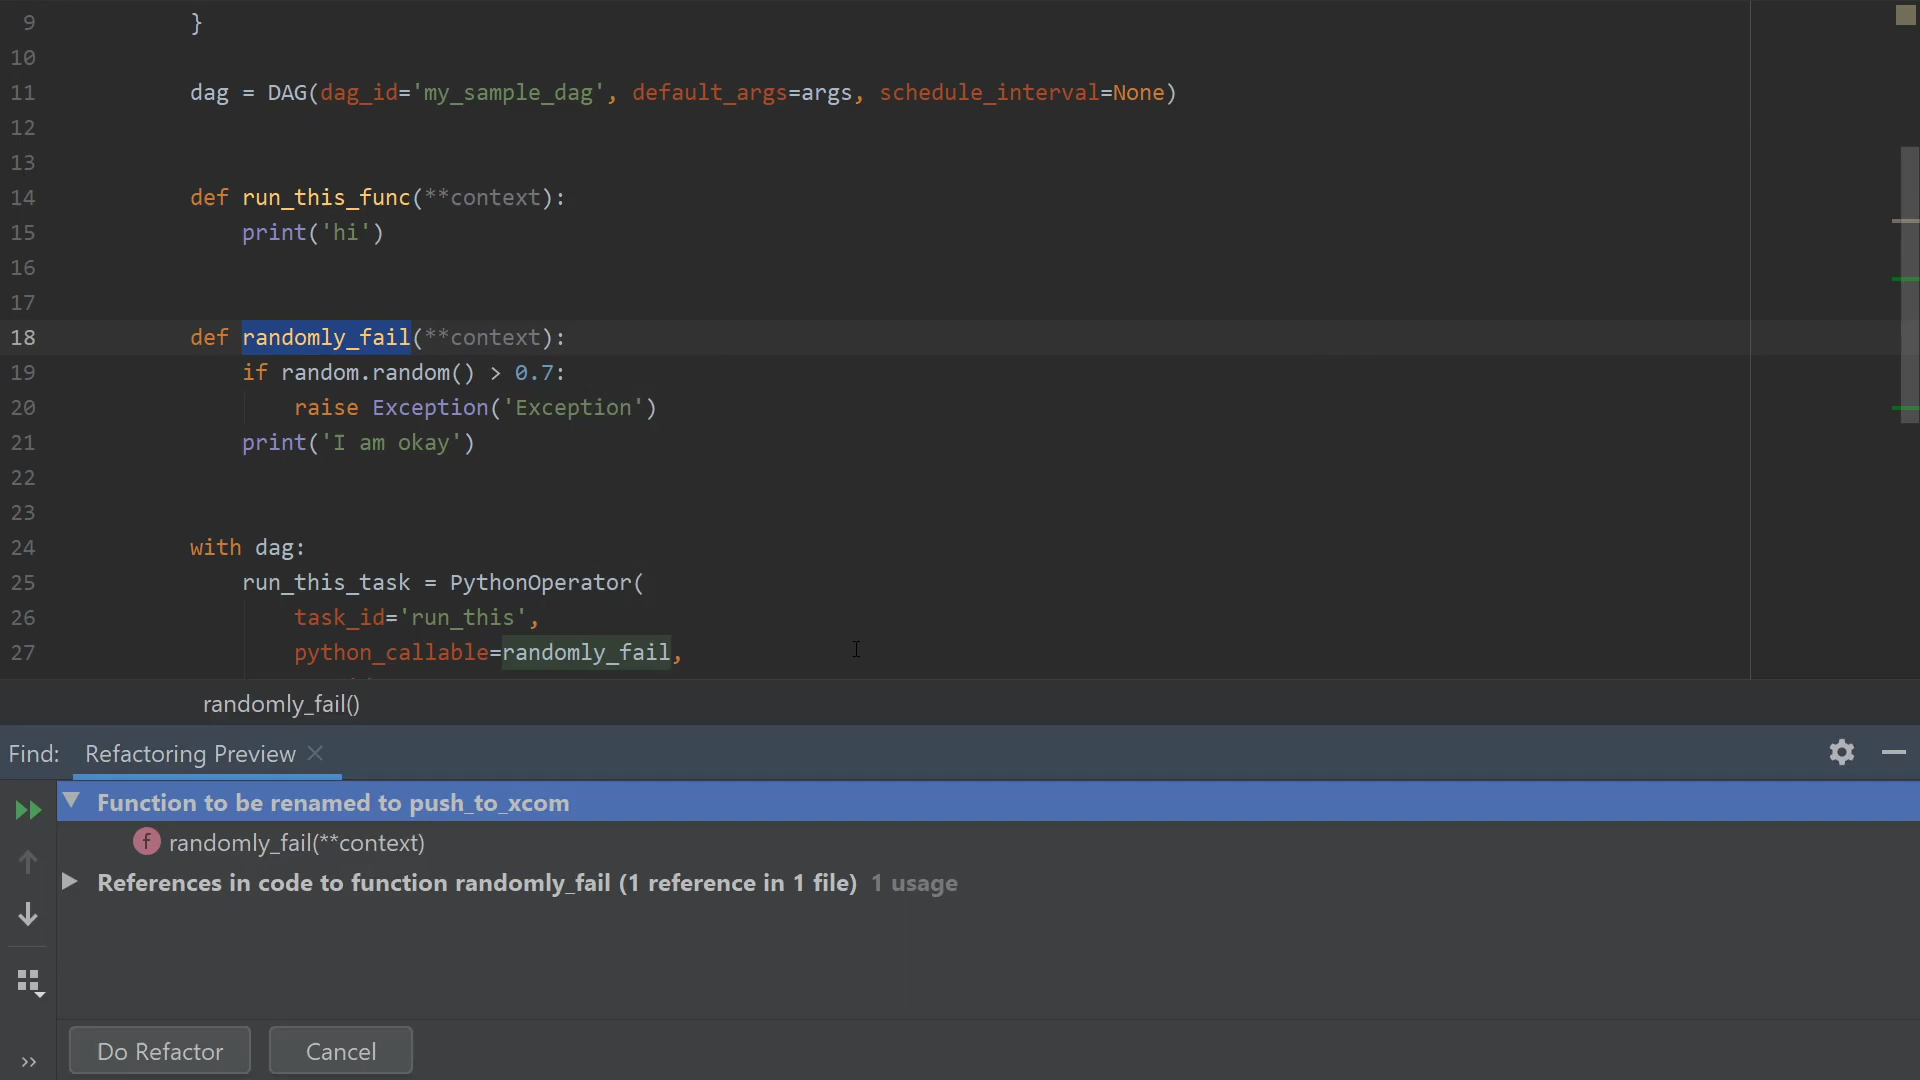 9 }
10
11 dag = DAG(dag_id='my_sample_dag', default_args=args, schedule_interval=None)
12
13
14 def run_this_func(**context):
15 print('hi')
16
17
18 def randomly_fail(**context):
19 if random.random() > 0.7:
20 raise Exception('Exception')
21 print('I am okay')
22
23
24 with dag:
25 run_this_task = PythonOperator(
26 task_id='run_this',
27 python_callable=randomly_fail,
randomly_fail()
Find: Refactoring Preview
Function to be renamed to push_to_xcom
f randomly_fail(**context)
References in code to function randomly_fail (1 reference in 1 file) 1 usage
Do Refactor Cancel